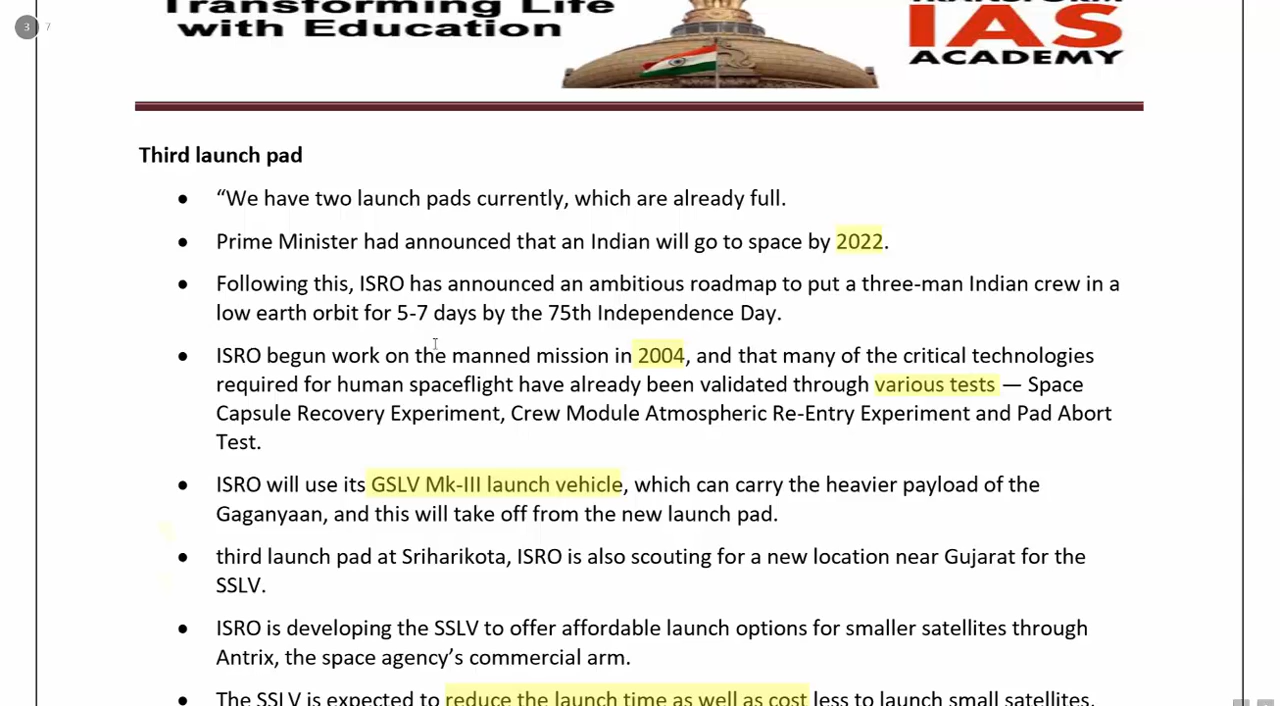 3 7
Transforming Life
with Education
IAS
ACADEMY
Third launch pad
• “We have two launch pads currently, which are already full.
• Prime Minister had announced that an Indian will go to space by 2022.
• Following this, ISRO has announced an ambitious roadmap to put a three-man Indian crew in a
low earth orbit for 5-7 days by the 75th Independence Day.
• ISRO begun work on the manned mission in 2004, and that many of the critical technologies
required for human spaceflight have already been validated through various tests — Space
Capsule Recovery Experiment, Crew Module Atmospheric Re-Entry Experiment and Pad Abort
Test.
• ISRO will use its GSLV Mk-III launch vehicle, which can carry the heavier payload of the
Gaganyaan, and this will take off from the new launch pad.
• third launch pad at Sriharikota, ISRO is also scouting for a new location near Gujarat for the
SSLV.
• ISRO is developing the SSLV to offer affordable launch options for smaller satellites through
Antrix, the space agency’s commercial arm.
• The SSLV is expected to reduce the launch time as well as cost less to launch small satellites.